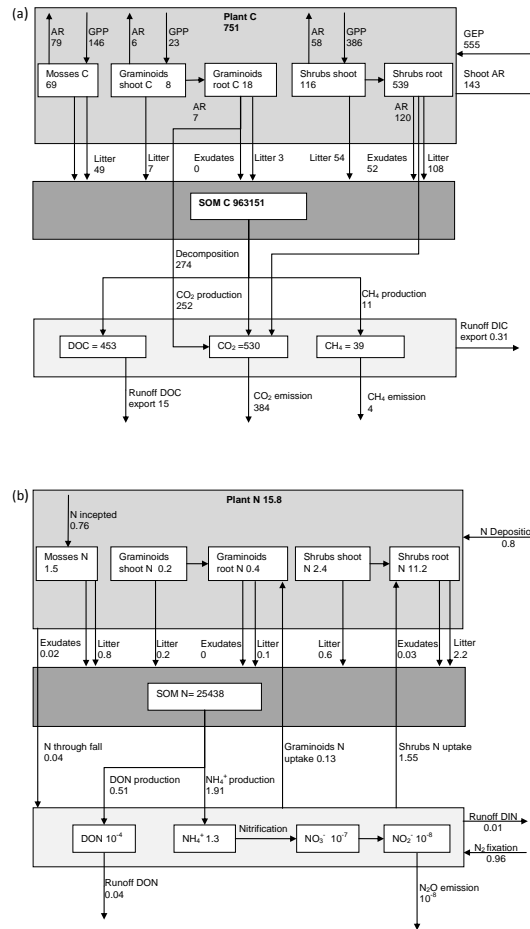 (a)
Plant C
751
AR
79
GPP
146
AR
6
GPP
23
AR
58
GPP
386
GEP
555
Mosses C
69
Graminoids
shoot C 8
Graminoids
root C 18
Shrubs shoot
116
Shrubs root
539
Shoot AR
143
AR
7
AR
120
Litter
49
Litter
7
Exudates
0
Litter 3
Litter 54
Exudates
52
Litter
108
SOM C 963151
Decomposition
274
CO₂ production
252
CH₄ production
11
DOC = 453
CO₂ =530
CH₄ = 39
Runoff DIC
export 0.31
Runoff DOC
export 15
CO₂ emission
384
CH₄ emission
4
(b)
Plant N 15.8
N incepted
0.76
N Deposition
0.8
Mosses N
1.5
Graminoids
shoot N 0.2
Graminoids
root N 0.4
Shrubs shoot
N 2.4
Shrubs root
N 11.2
Exudates
0.02
Litter
0.8
Litter
0.2
Exudates
0
Litter
0.1
Litter
0.6
Exudates
0.03
Litter
2.2
SOM N= 25438
N through fall
0.04
Graminoids N
uptake 0.13
Shrubs N uptake
1.55
DON production
0.51
NH₄⁺ production
1.91
DON 10⁻⁴
NH₄⁺ 1.3
Nitrification
NO₃⁻ 10⁻⁷
NO₂⁻ 10⁻⁸
Runoff DIN
0.01
N₂ fixation
0.96
Runoff DON
0.04
N₂O emission
10⁻⁸